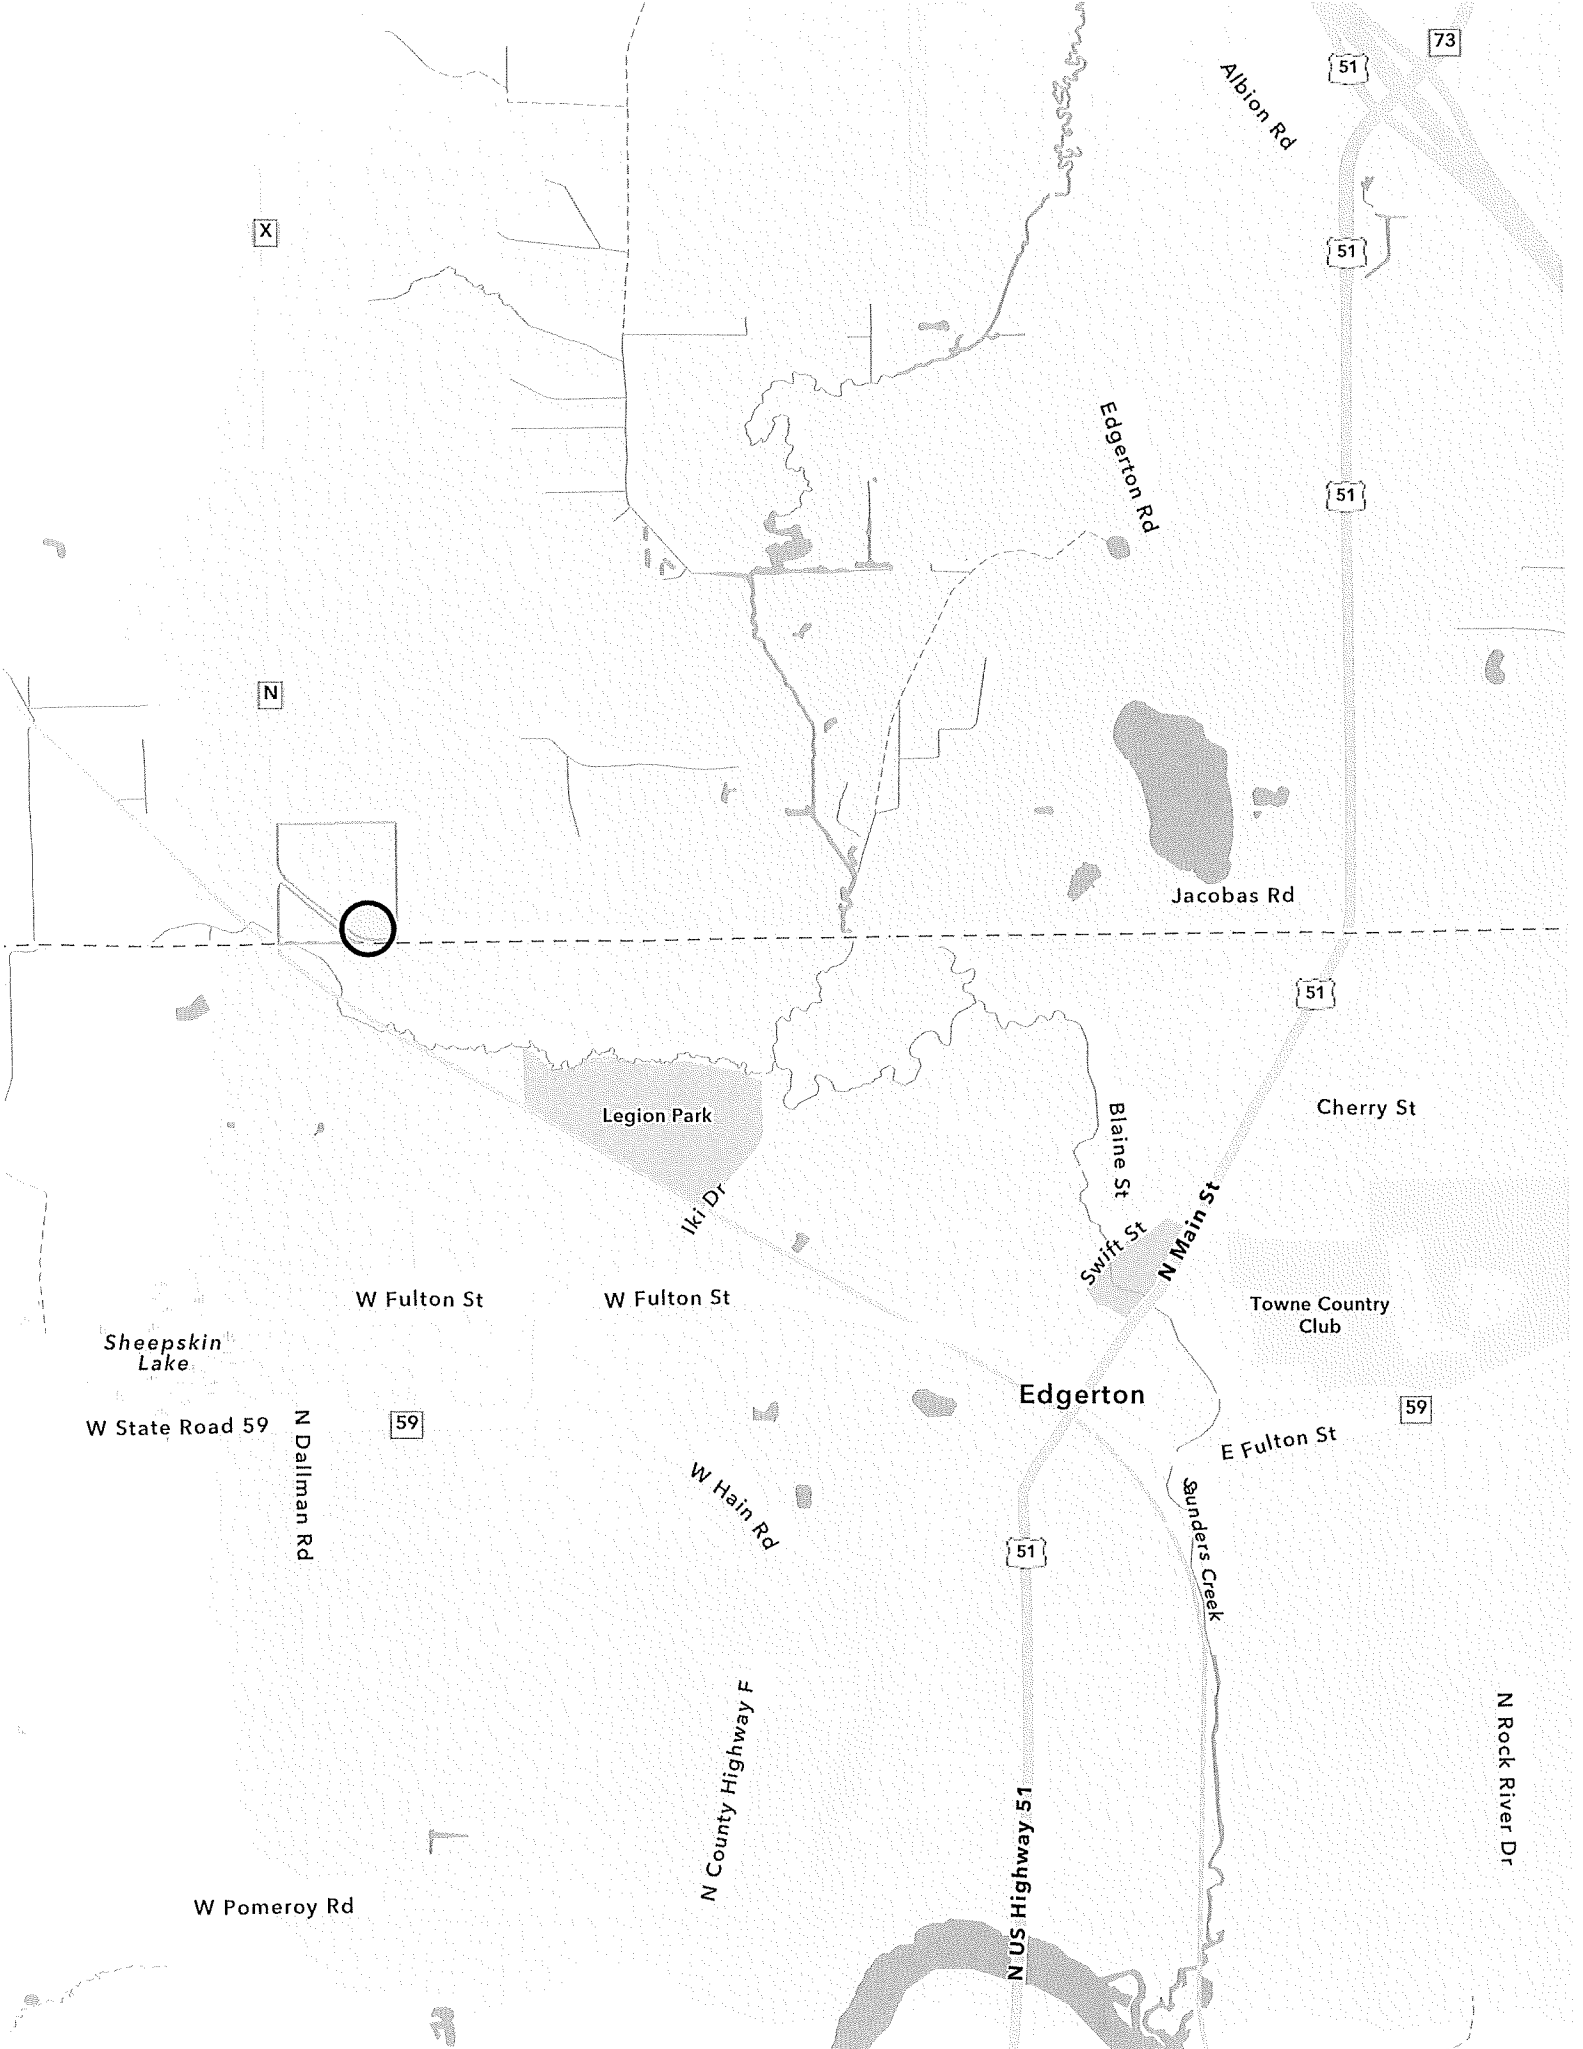 73
51
Albion Rd
X
51
Edgerton Rd
51
N
Jacobas Rd
51
Legion Park
Blaine St
Cherry St
Iki Dr
Swift St
N Main St
W Fulton St
W Fulton St
Towne Country
Club
Sheepskin
Lake
Edgerton
W State Road 59
N Dallman Rd
59
59
E Fulton St
W Hain Rd
Saunders Creek
51
N County Highway F
N US Highway 51
N Rock River Dr
W Pomeroy Rd